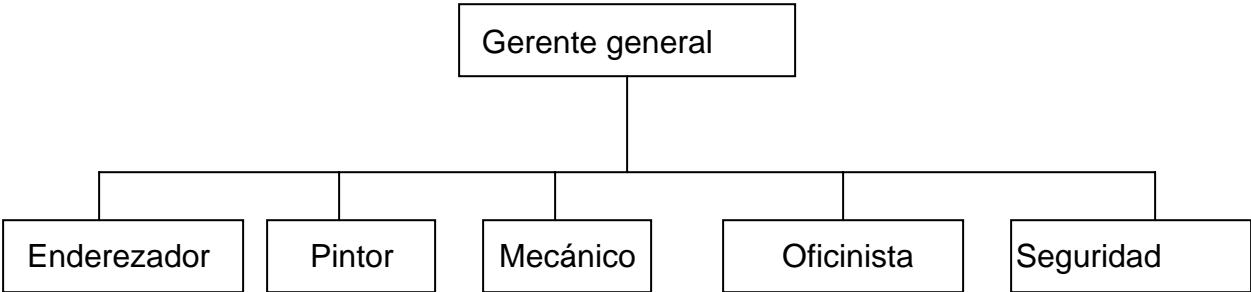 Gerente general
Enderezador
Pintor
Mecánico
Oficinista
Seguridad